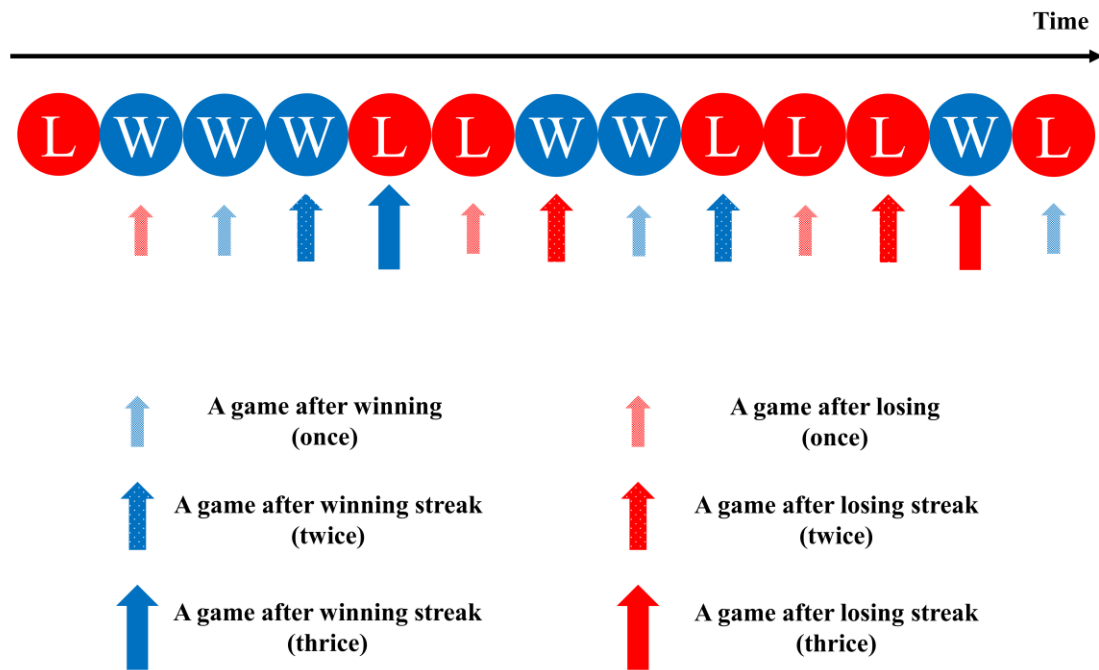 Time
L W W W L L W W L L L W L
A game after winning
(once)
A game after losing
(once)
A game after winning streak
(twice)
A game after losing streak
(twice)
A game after winning streak
(thrice)
A game after losing streak
(thrice)